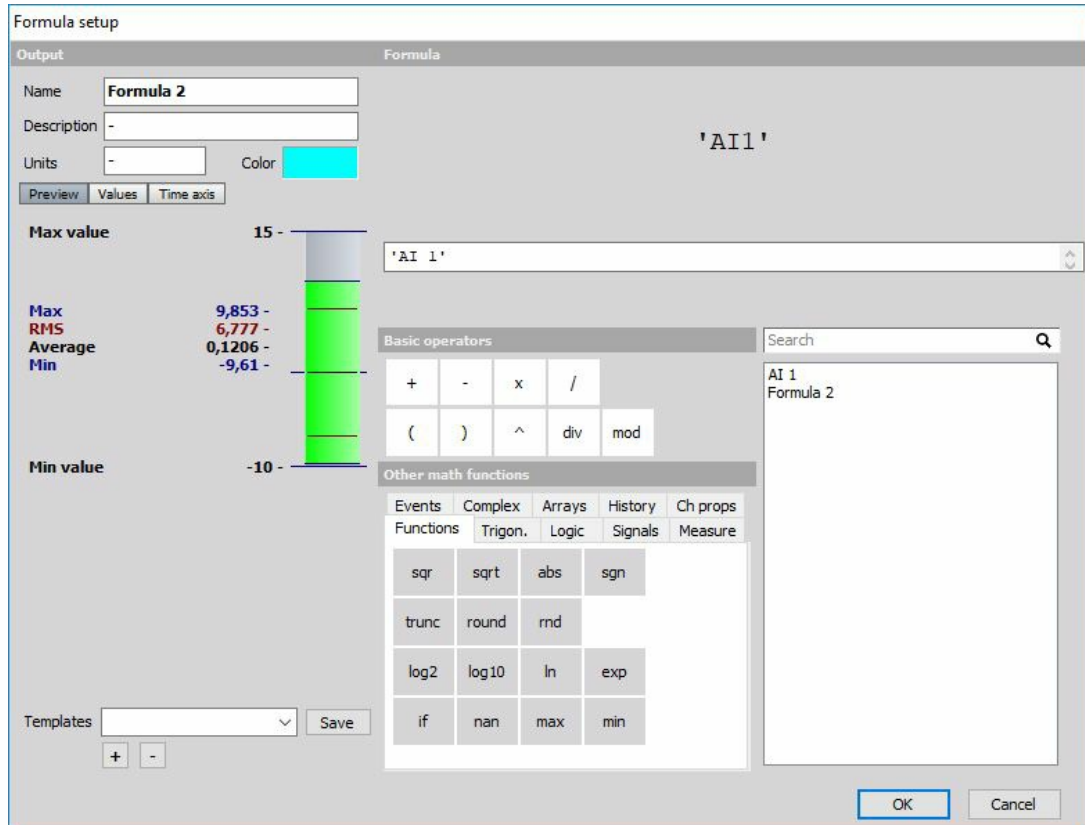 Formula setup
Output
Name Formula 2
Description -
Units - Color
Preview Values Time axis
Max value 15 -
Max 9,853 -
RMS 6,777 -
Average 0,1206 -
Min -9,61 -
Min value -10 -
Templates Save
+ -
Formula
'AI1'
'AI 1'
Basic operators
+ - x /
( ) ^ div mod
Other math functions
Events Complex Arrays History Ch props
Functions Trigon. Logic Signals Measure
sqr sqrt abs sgn
trunc round rnd
log2 log10 ln exp
if nan max min
Search
AI 1
Formula 2
OK Cancel